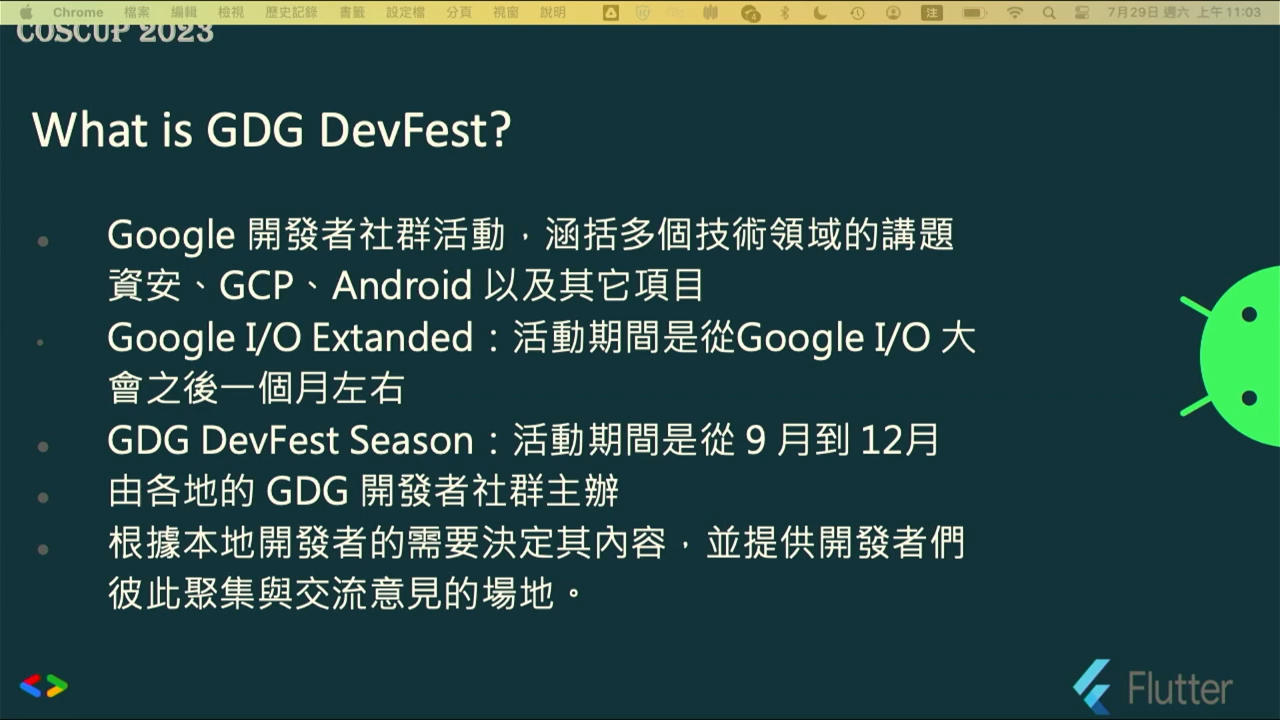 Chrome 檔案 編輯 檢視 歷史記錄 書籤 設定檔 分頁 視窗 說明 注 7月29日 週六 上午 11:03
COSCUP 2023
What is GDG DevFest?
Google 開發者社群活動，涵括多個技術領域的講題
資安、GCP、Android 以及其它項目
Google I/O Extanded：活動期間是從Google I/O 大
會之後一個月左右
GDG DevFest Season：活動期間是從 9 月到 12月
由各地的 GDG 開發者社群主辦
根據本地開發者的需要決定其內容，並提供開發者們
彼此聚集與交流意見的場地。
Flutter